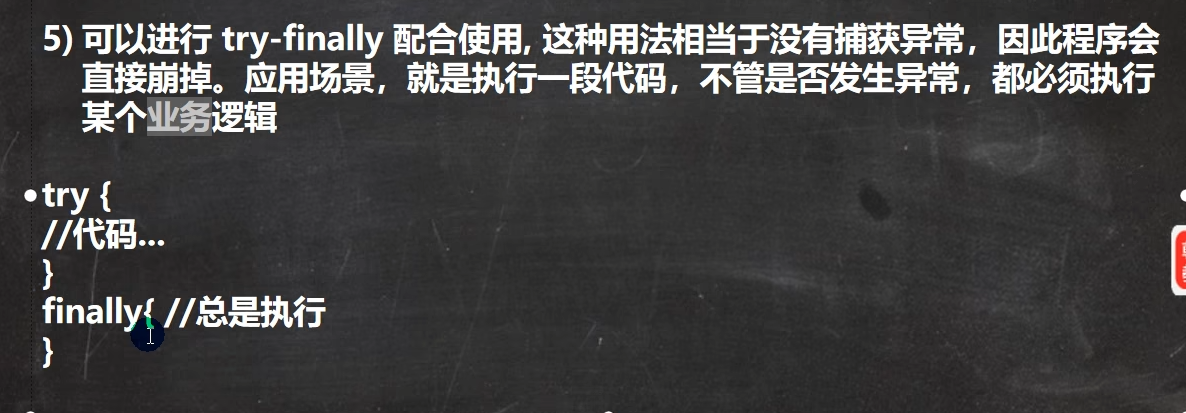 5) 可以进行 try-finally 配合使用, 这种用法相当于没有捕获异常，因此程序会
直接崩掉。应用场景，就是执行一段代码，不管是否发生异常，都必须执行
某个业务逻辑
•try {
//代码...
}
finally{ //总是执行
}